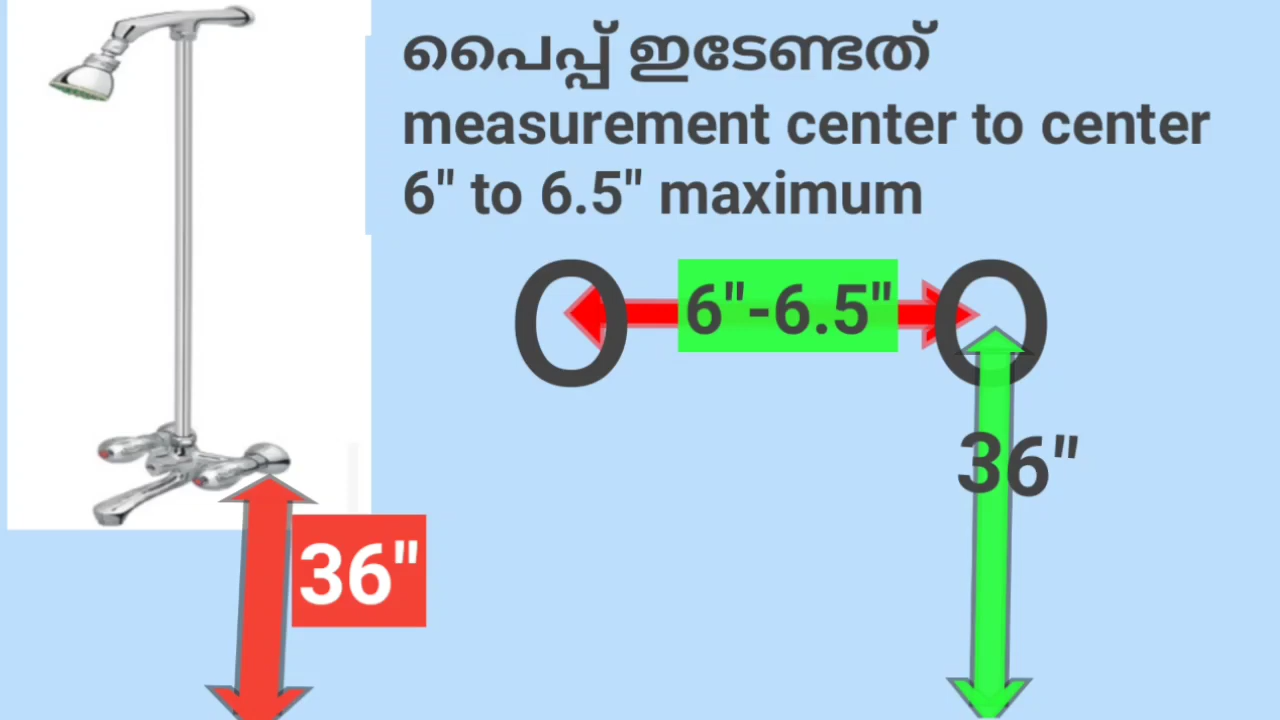 പൈപ്പ് ഇടേണ്ടത്
measurement center to center
6" to 6.5" maximum
O 6"-6.5" O
36"
36"